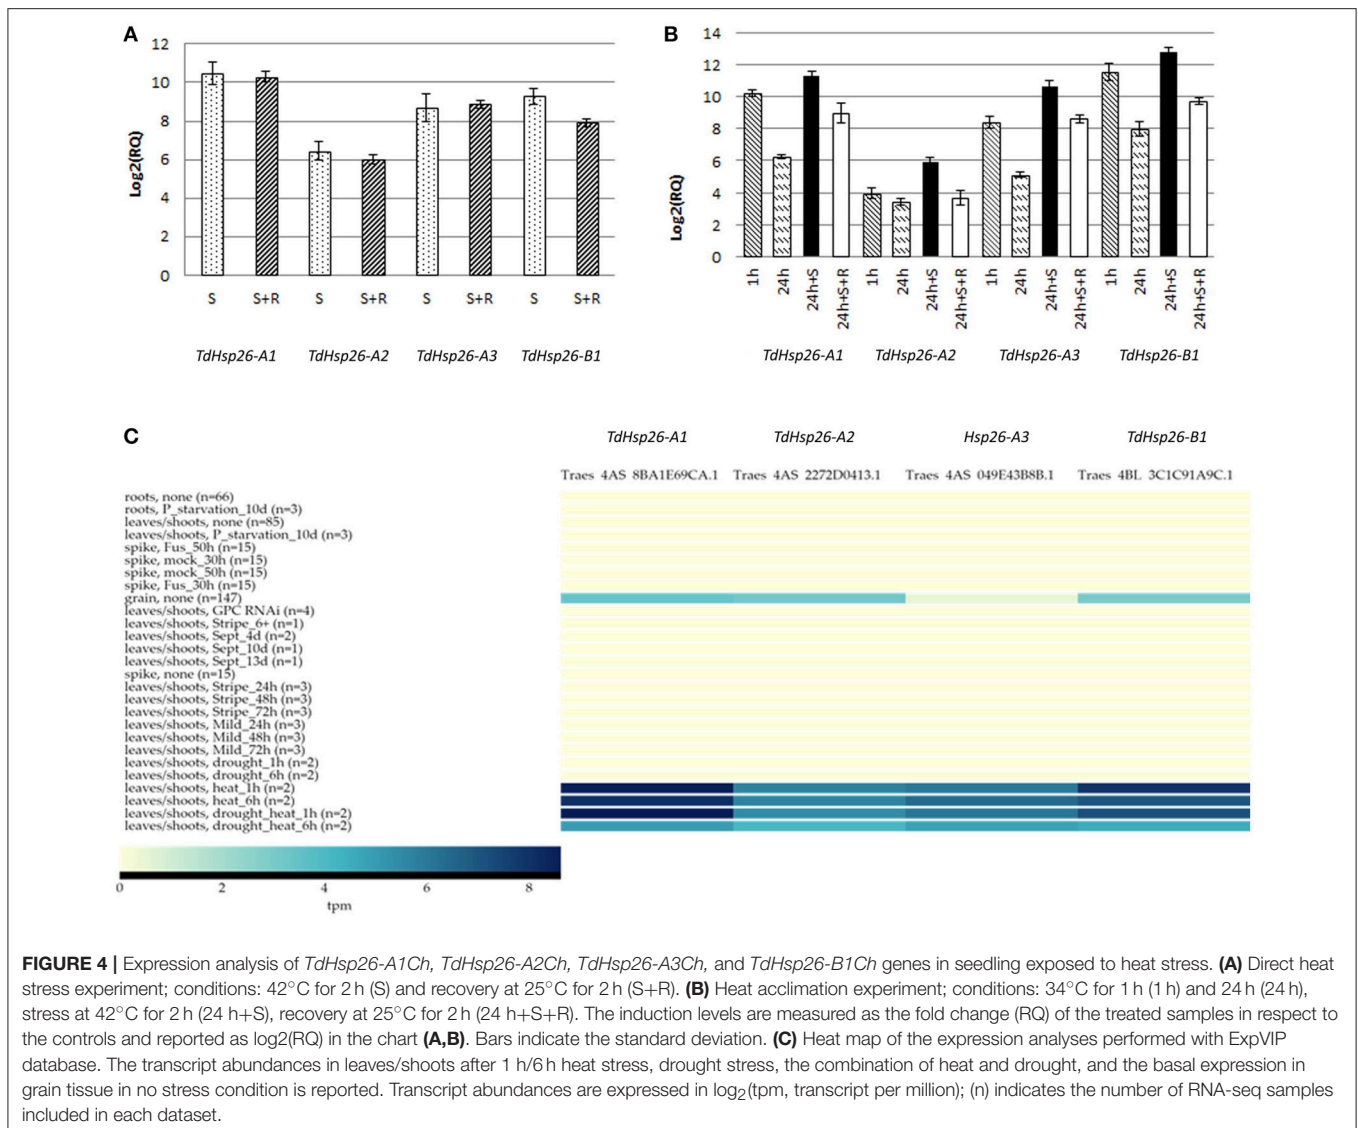 A
12
10
8
6
4
2
0
Log2(RQ)
S S+R S S+R S S+R S S+R
TdHsp26-A1 TdHsp26-A2 TdHsp26-A3 TdHsp26-B1
B
14
12
10
8
6
4
2
0
Log2(RQ)
1h 24h 24h+S 24h+S+R 1h 24h 24h+S 24h+S+R 1h 24h 24h+S 24h+S+R 1h 24h 24h+S 24h+S+R
TdHsp26-A1 TdHsp26-A2 TdHsp26-A3 TdHsp26-B1
C
TdHsp26-A1 TdHsp26-A2 Hsp26-A3 TdHsp26-B1
Traes 4AS 8BA1E69CA.1 Traes 4AS 2272D0413.1 Traes 4AS 049E43B8B.1 Traes 4BL 3C1C91A9C.1
roots, none (n=66)
roots, P_starvation_10d (n=3)
leaves/shoots, none (n=85)
leaves/shoots, P_starvation_10d (n=3)
spike, Fus_50h (n=15)
spike, mock_30h (n=15)
spike, mock_50h (n=15)
spike, Fus_30h (n=15)
grain, none (n=147)
leaves/shoots, GPC RNAi (n=4)
leaves/shoots, Stripe_6+ (n=1)
leaves/shoots, Sept_4d (n=2)
leaves/shoots, Sept_10d (n=1)
leaves/shoots, Sept_13d (n=1)
spike, none (n=15)
leaves/shoots, Stripe_24h (n=3)
leaves/shoots, Stripe_48h (n=3)
leaves/shoots, Stripe_72h (n=3)
leaves/shoots, Mild_24h (n=3)
leaves/shoots, Mild_48h (n=3)
leaves/shoots, Mild_72h (n=3)
leaves/shoots, drought_1h (n=2)
leaves/shoots, drought_6h (n=2)
leaves/shoots, heat_1h (n=2)
leaves/shoots, heat_6h (n=2)
leaves/shoots, drought_heat_1h (n=2)
leaves/shoots, drought_heat_6h (n=2)
0 2 4 6 8
tpm
FIGURE 4 | Expression analysis of TdHsp26-A1Ch, TdHsp26-A2Ch, TdHsp26-A3Ch, and TdHsp26-B1Ch genes in seedling exposed to heat stress. (A) Direct heat
stress experiment; conditions: 42°C for 2 h (S) and recovery at 25°C for 2 h (S+R). (B) Heat acclimation experiment; conditions: 34°C for 1 h (1 h) and 24 h (24 h),
stress at 42°C for 2 h (24 h+S), recovery at 25°C for 2 h (24 h+S+R). The induction levels are measured as the fold change (RQ) of the treated samples in respect to
the controls and reported as log2(RQ) in the chart (A,B). Bars indicate the standard deviation. (C) Heat map of the expression analyses performed with ExpVIP
database. The transcript abundances in leaves/shoots after 1 h/6 h heat stress, drought stress, the combination of heat and drought, and the basal expression in
grain tissue in no stress condition is reported. Transcript abundances are expressed in log2(tpm, transcript per million); (n) indicates the number of RNA-seq samples
included in each dataset.